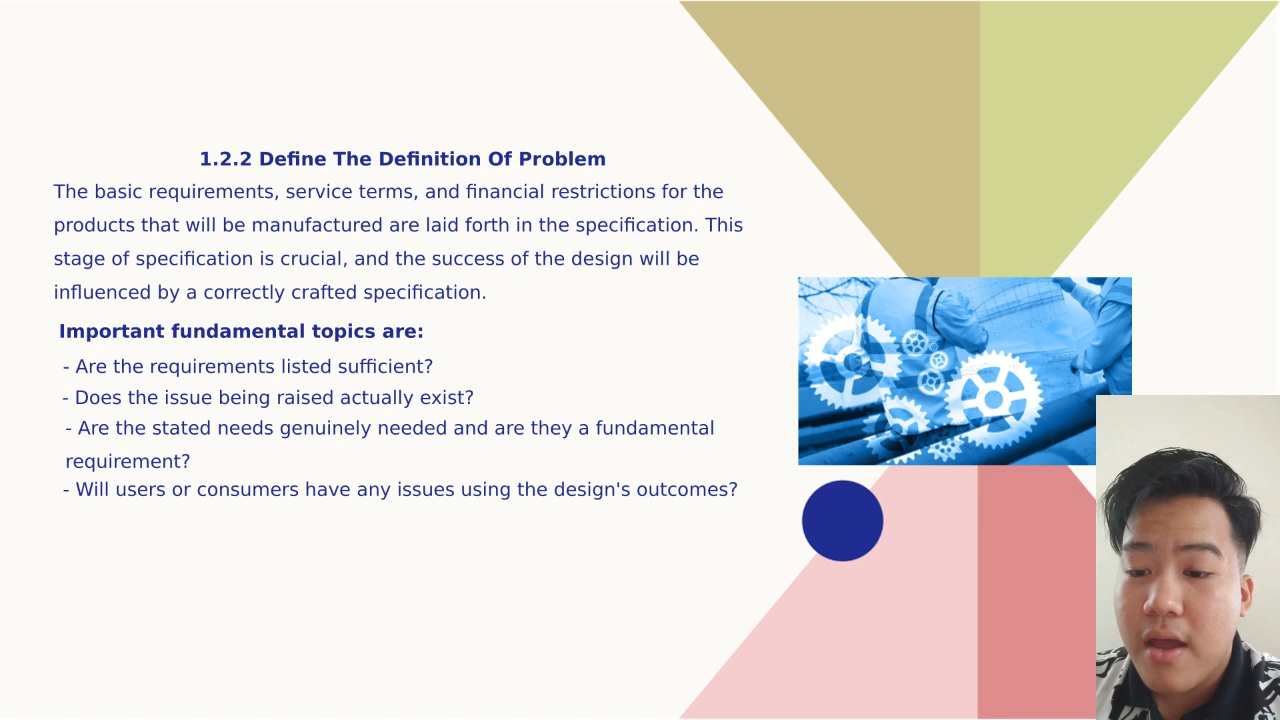 1.2.2 Define The Definition Of Problem
The basic requirements, service terms, and financial restrictions for the
products that will be manufactured are laid forth in the specification. This
stage of specification is crucial, and the success of the design will be
influenced by a correctly crafted specification.
Important fundamental topics are:
- Are the requirements listed sufficient?
- Does the issue being raised actually exist?
- Are the stated needs genuinely needed and are they a fundamental
requirement?
- Will users or consumers have any issues using the design's outcomes?